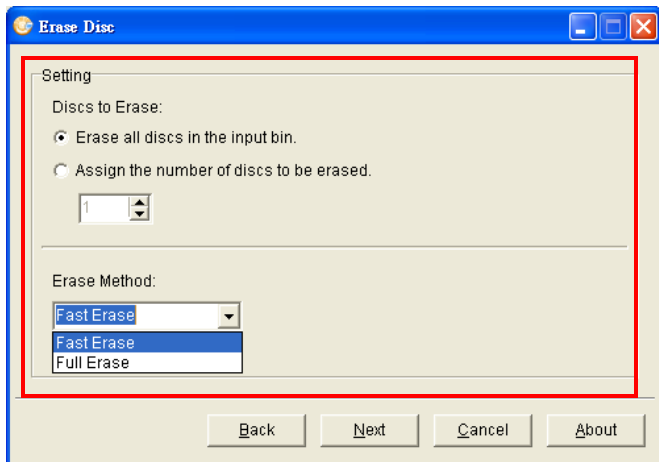 Erase Disc
Setting
Discs to Erase:
Erase all discs in the input bin.
Assign the number of discs to be erased.
1
Erase Method:
Fast Erase
Fast Erase
Full Erase
Back Next Cancel About